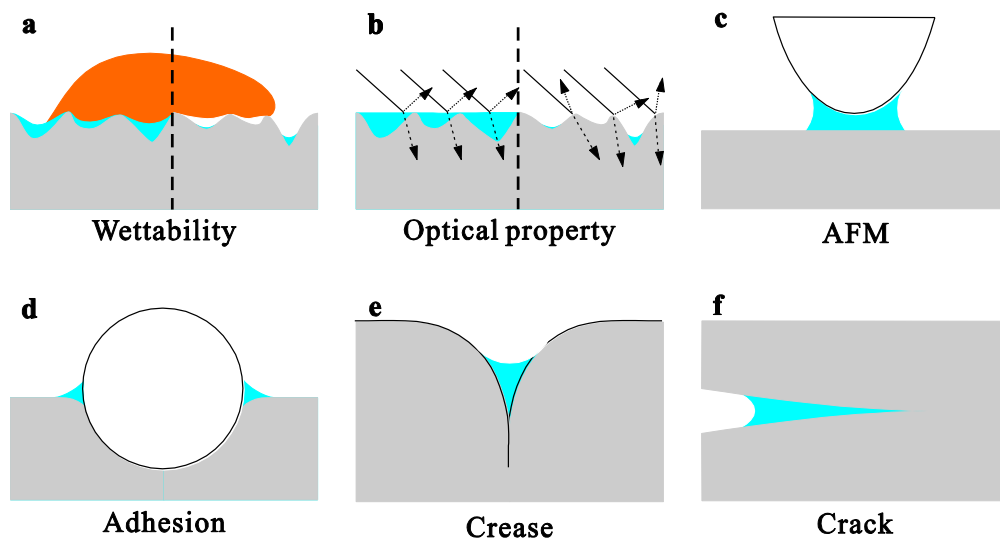 a
b
c
Wettability
Optical property
AFM
d
e
f
Adhesion
Crease
Crack